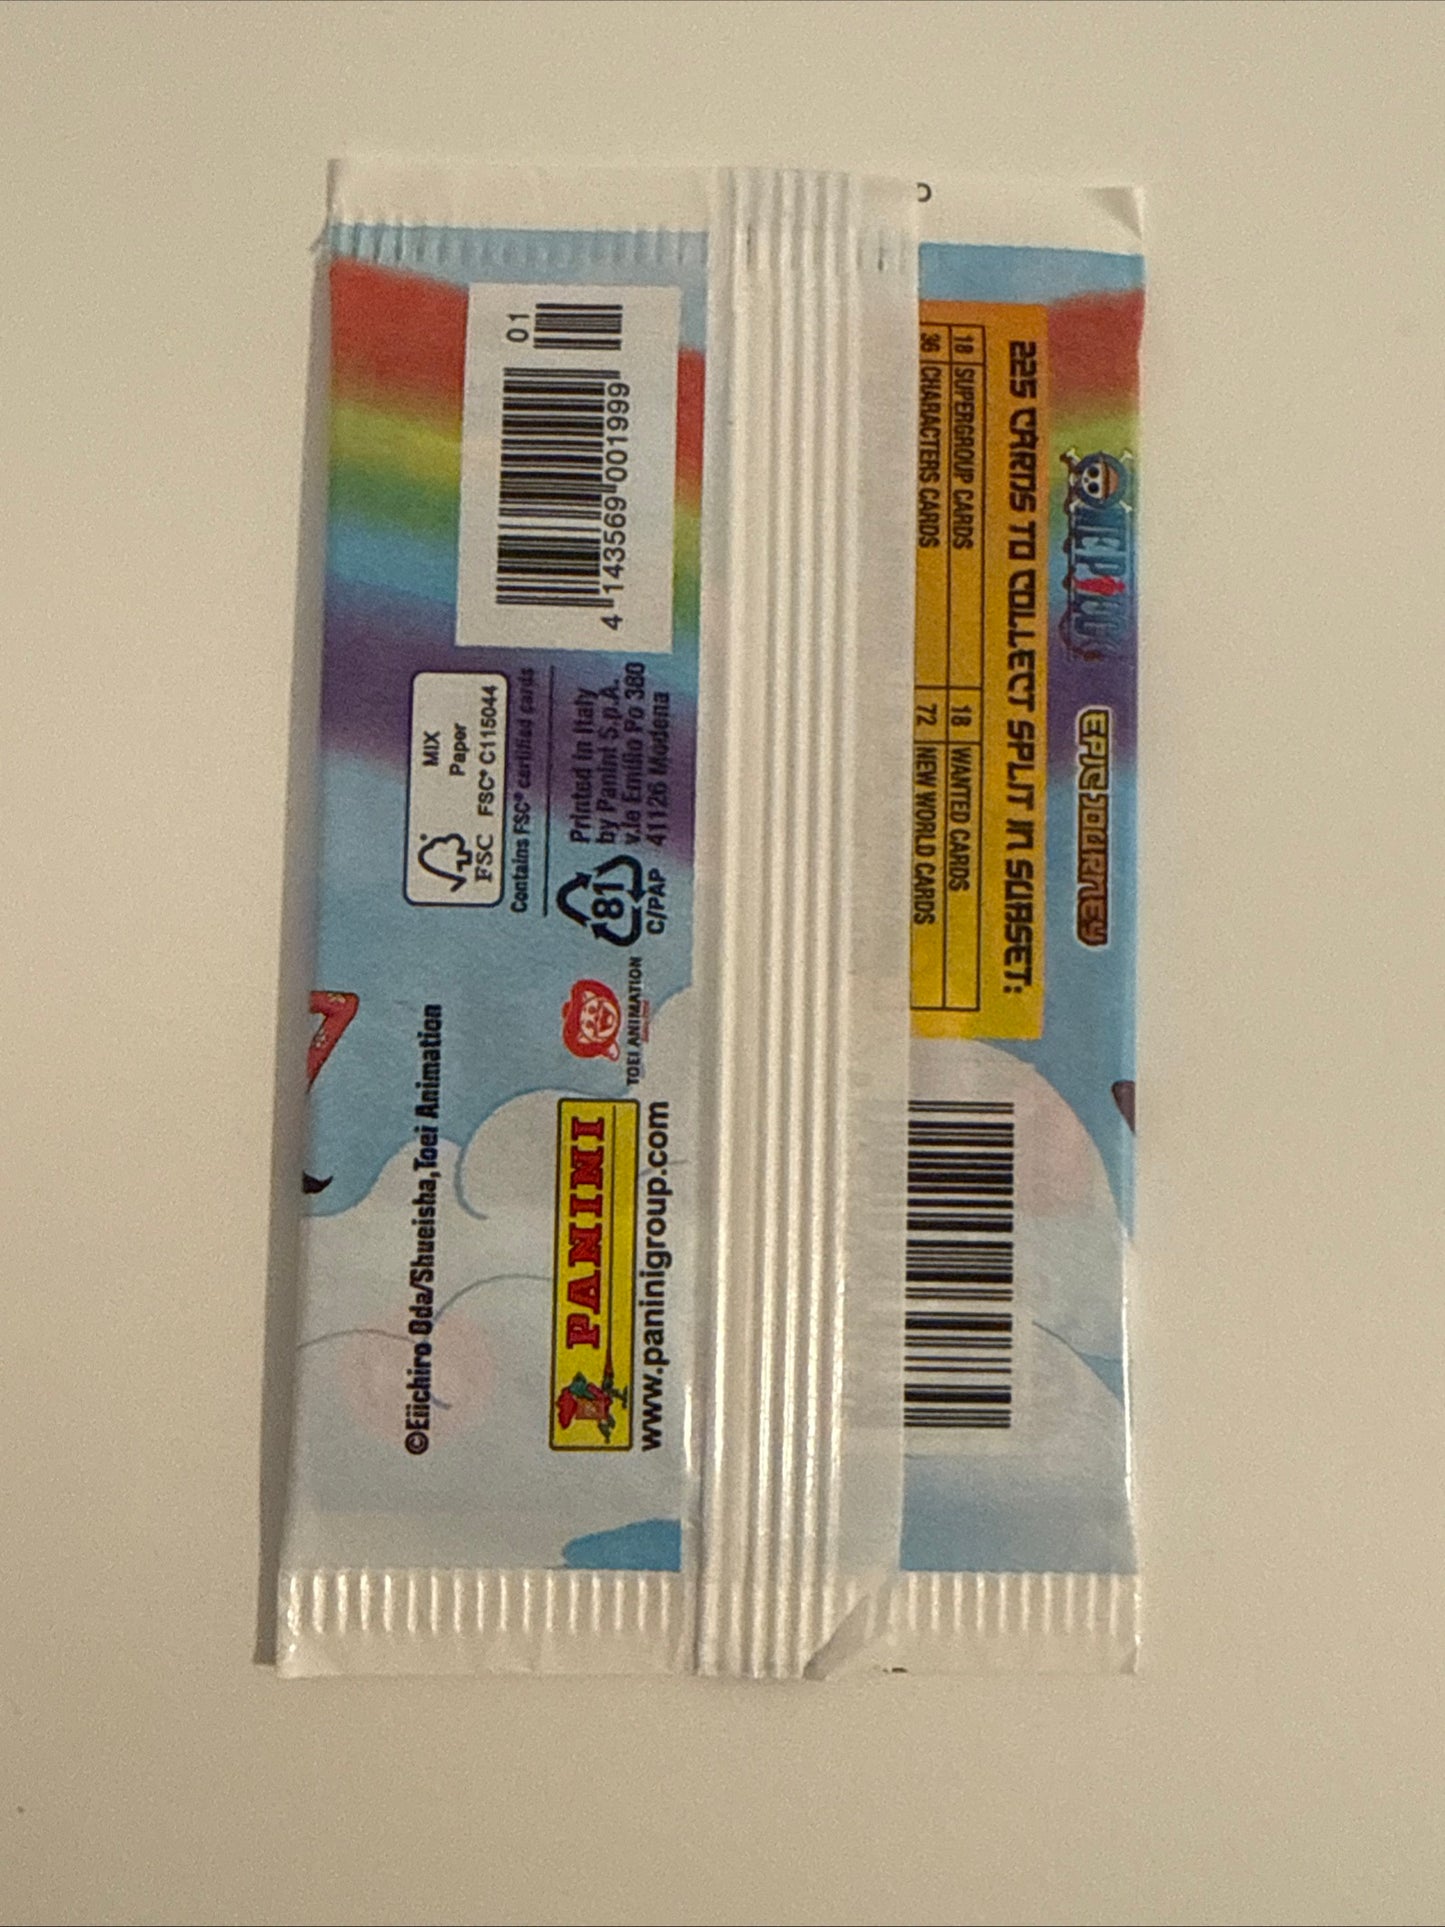 ONE PIECE
EPIC JOURNEY
225 CARDS TO COLLECT SPLIT IN SUBSET:
18 SUPERGROUP CARDS 18 WANTED CARDS
36 CHARACTERS CARDS 72 NEW WORLD CARDS
01
4 143569 001999
MIX
Paper
FSC FSC® C115044
Contains FSC® certified cards
Printed in Italy
by Panini S.p.A.
v.le Emilio Po 380
41126 Modena
81
C/PAP
TOEI ANIMATION
PANINI
www.paninigroup.com
©Eiichiro Oda/Shueisha,Toei Animation